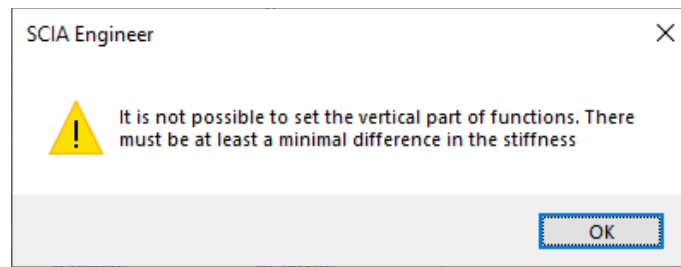 SCIA Engineer
It is not possible to set the vertical part of functions. There
must be at least a minimal difference in the stiffness
OK